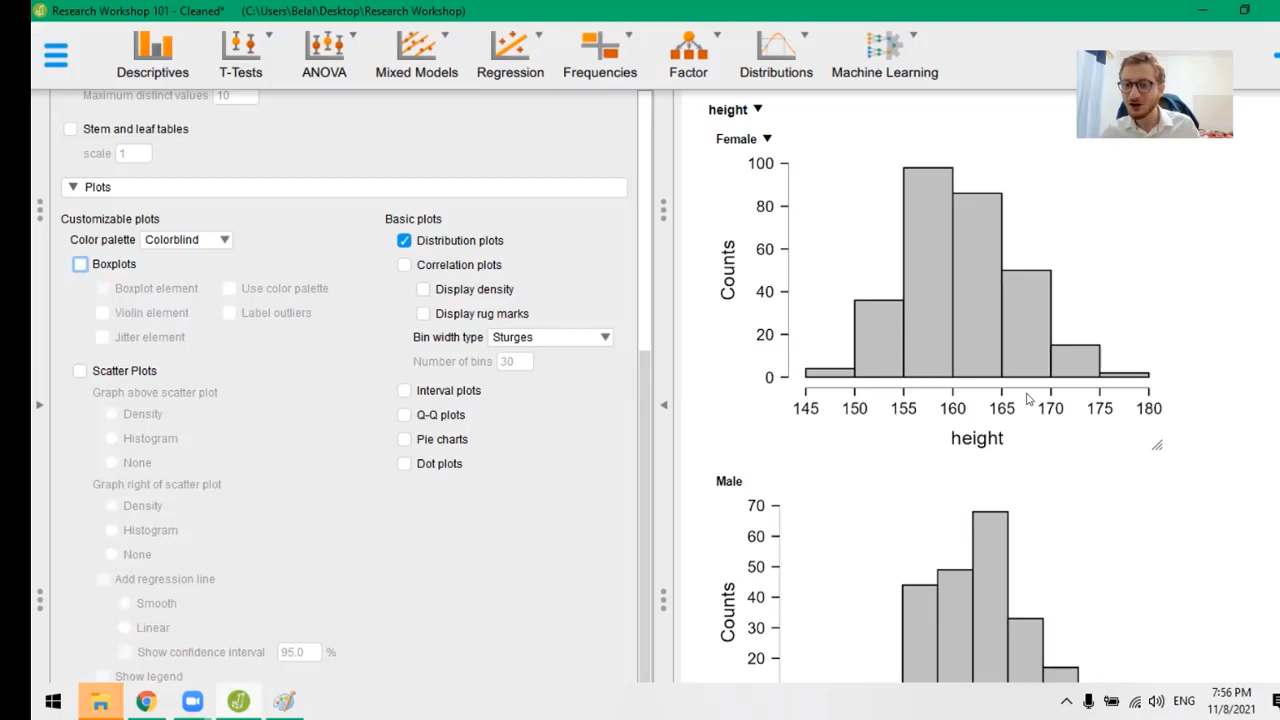 Research Workshop 101 - Cleaned* (C:\Users\Belal\Desktop\Research Workshop)
Descriptives T-Tests ANOVA Mixed Models Regression Frequencies Factor Distributions Machine Learning
Maximum distinct values 10
Stem and leaf tables
scale 1
Plots
Customizable plots
Color palette Colorblind
Boxplots
Boxplot element Use color palette
Violin element Label outliers
Jitter element
Scatter Plots
Graph above scatter plot
Density
Histogram
None
Graph right of scatter plot
Density
Histogram
None
Add regression line
Smooth
Linear
Show confidence interval 95.0 %
Show legend
Basic plots
Distribution plots
Correlation plots
Display density
Display rug marks
Bin width type Sturges
Number of bins 30
Interval plots
Q-Q plots
Pie charts
Dot plots
height
Female
100
80
60
40
20
0
Counts
145 150 155 160 165 170 175 180
height
Male
70
60
50
40
30
20
Counts
ENG
7:56 PM
11/8/2021